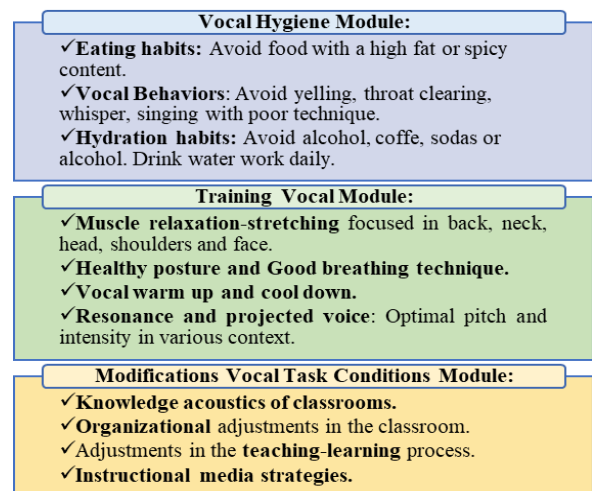 Vocal Hygiene Module:
✓Eating habits: Avoid food with a high fat or spicy
content.
✓Vocal Behaviors: Avoid yelling, throat clearing,
whisper, singing with poor technique.
✓Hydration habits: Avoid alcohol, coffe, sodas or
alcohol. Drink water work daily.
Training Vocal Module:
✓Muscle relaxation-stretching focused in back, neck,
head, shoulders and face.
✓Healthy posture and Good breathing technique.
✓Vocal warm up and cool down.
✓Resonance and projected voice: Optimal pitch and
intensity in various context.
Modifications Vocal Task Conditions Module:
✓Knowledge acoustics of classrooms.
✓Organizational adjustments in the classroom.
✓Adjustments in the teaching-learning process.
✓Instructional media strategies.